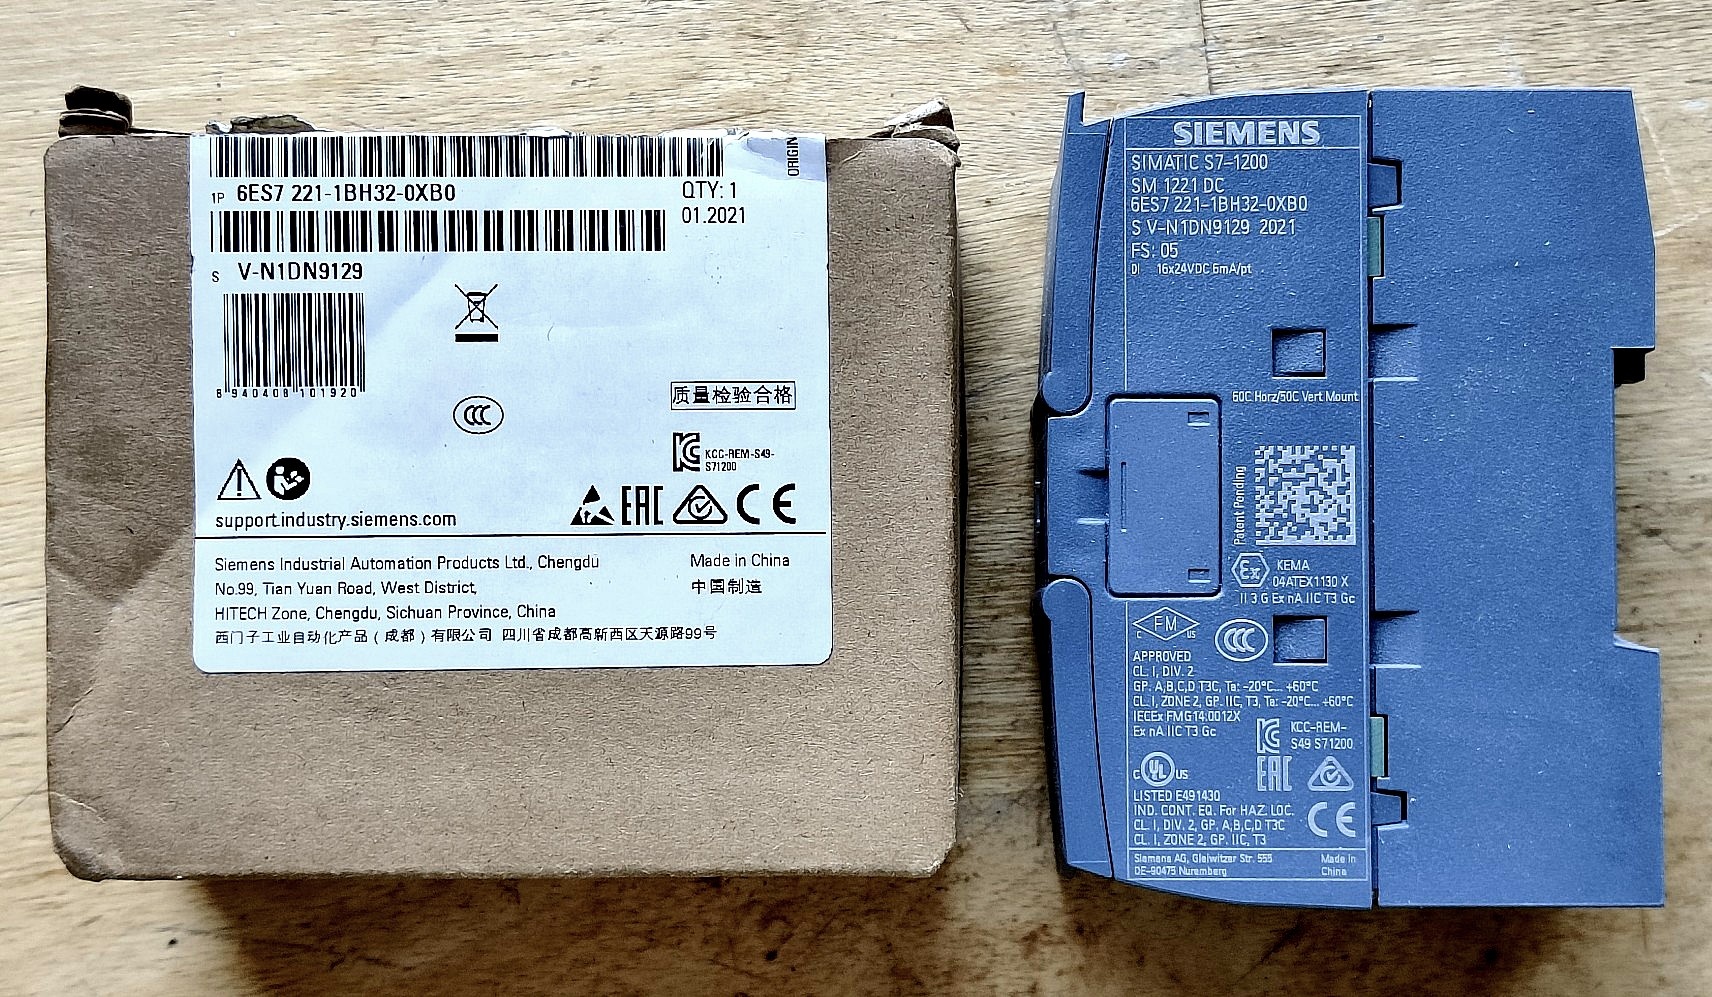 ORIGIN
1P 6ES7 221-1BH32-0XB0
QTY: 1
01.2021
S V-N1DN9129
8 940408 101920
质量检验合格
KCC-REM-S49-
S71200
support.industry.siemens.com
EAC
CE
Siemens Industrial Automation Products Ltd., Chengdu
Made in China
No.99, Tian Yuan Road, West District,
中国制造
HITECH Zone, Chengdu, Sichuan Province, China
西门子工业自动化产品（成都）有限公司 四川省成都高新西区天源路99号
SIEMENS
SIMATIC S7-1200
SM 1221 DC
6ES7 221-1BH32-0XB0
S V-N1DN9129 2021
FS: 05
DI 16x24VDC 6mA/pt
60C Horz/50C Vert Mount
Patent Pending
Ex
KEMA
04ATEX1130 X
II 3 G Ex nA IIC T3 Gc
C FM US
CCC
APPROVED
CL. I, DIV. 2
GP. A,B,C,D T3C, Ta: -20°C... +60°C
CL. I, ZONE 2, GP. IIC, T3, Ta: -20°C... +60°C
IECEx FMG14.0012X
Ex nA IIC T3 Gc
KCC-REM-
S49 S71200
C UL US
EAC
LISTED E491430
IND. CONT. EQ. For HAZ. LOC.
CL. I, DIV. 2, GP. A,B,C,D T3C
CL. I, ZONE 2, GP. IIC, T3
CE
Siemens AG, Gleiwitzer Str. 555
DE-90475 Nuremberg
Made in
China